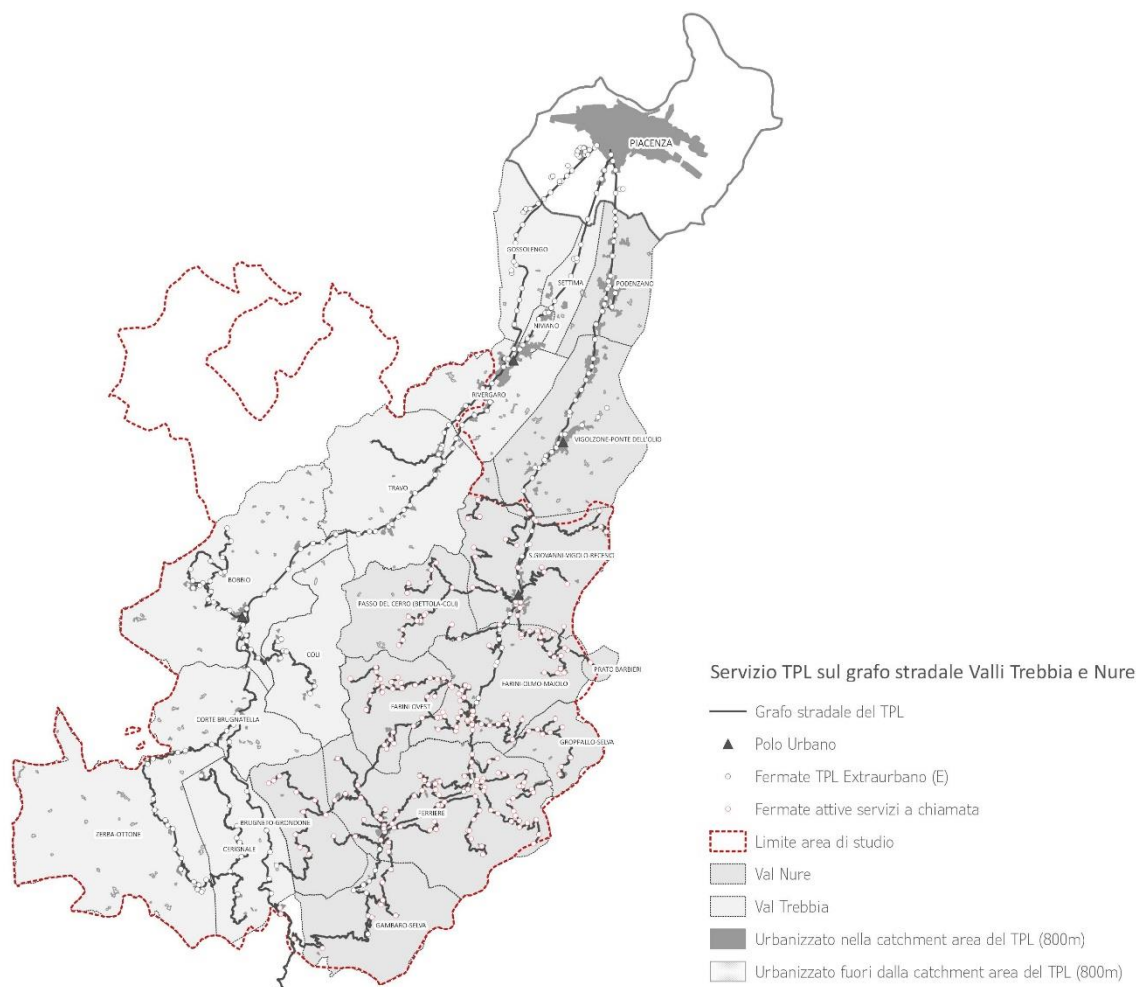 PIACENZA
GOSSOLENGO
SETTIMA
PODENZANO
NIVIANO
RIVERGARO
VIGOLZONE-PONTE DELL'OLIO
TRAVO
S.GIOVANNI-VIGOLO-RECESIO
BOBBIO
PASSO DEL CERRO (BETTOLA-COLI)
COLI
PRATO BARBIERI
FARINI-OLMO-MAIOLO
FARINI OVEST
CORTE BRUGNATELLA
GROPPALLO-SELVA
FERRIERE
BRUGNETO-GRONDONE
ZERBA-OTTONE
CERIGNALE
GAMBARO-SELVA
Servizio TPL sul grafo stradale Valli Trebbia e Nure
Grafo stradale del TPL
Polo Urbano
Fermate TPL Extraurbano (E)
Fermate attive servizi a chiamata
Limite area di studio
Val Nure
Val Trebbia
Urbanizzato nella catchment area del TPL (800m)
Urbanizzato fuori dalla catchment area del TPL (800m)